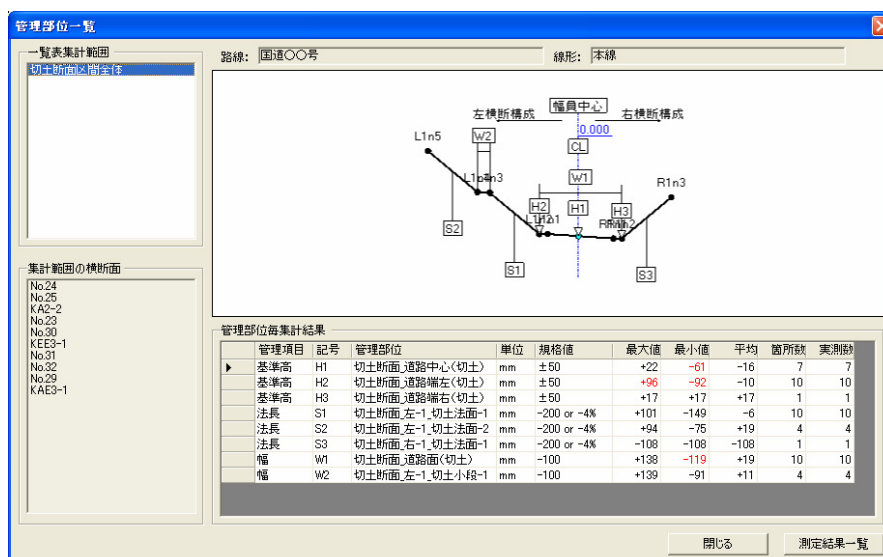 管理部位一覧
一覧表集計範囲
切土断面区間全体
路線: 国道〇〇号 線形: 本線
幅員中心
左横断構成 右横断構成
0.000
W2
CL
L1n5
W1
R1n3
H2 H1 H3
S2
S1 S3
集計範囲の横断面
No.24
No.25
KA2-2
No.23
No.30
KEE3-1
No.31
No.32
No.29
KAE3-1
管理部位毎集計結果
管理項目 記号 管理部位 単位 規格値 最大値 最小値 平均 箇所数 実測数
基準高 H1 切土断面_道路中心(切土) mm ±50 +22 -61 -16 7 7
基準高 H2 切土断面_道路端左(切土) mm ±50 +96 -92 -10 10 10
基準高 H3 切土断面_道路端右(切土) mm ±50 +17 +17 +17 1 1
法長 S1 切土断面_左-1_切土法面-1 mm -200 or -4% +101 -149 -6 10 10
法長 S2 切土断面_左-1_切土法面-2 mm -200 or -4% +94 -75 +19 4 4
法長 S3 切土断面_右-1_切土法面-1 mm -200 or -4% -108 -108 -108 1 1
幅 W1 切土断面_道路面(切土) mm -100 +138 -119 +19 10 10
幅 W2 切土断面_左-1_切土小段-1 mm -100 +139 -91 +11 4 4
閉じる 測定結果一覧